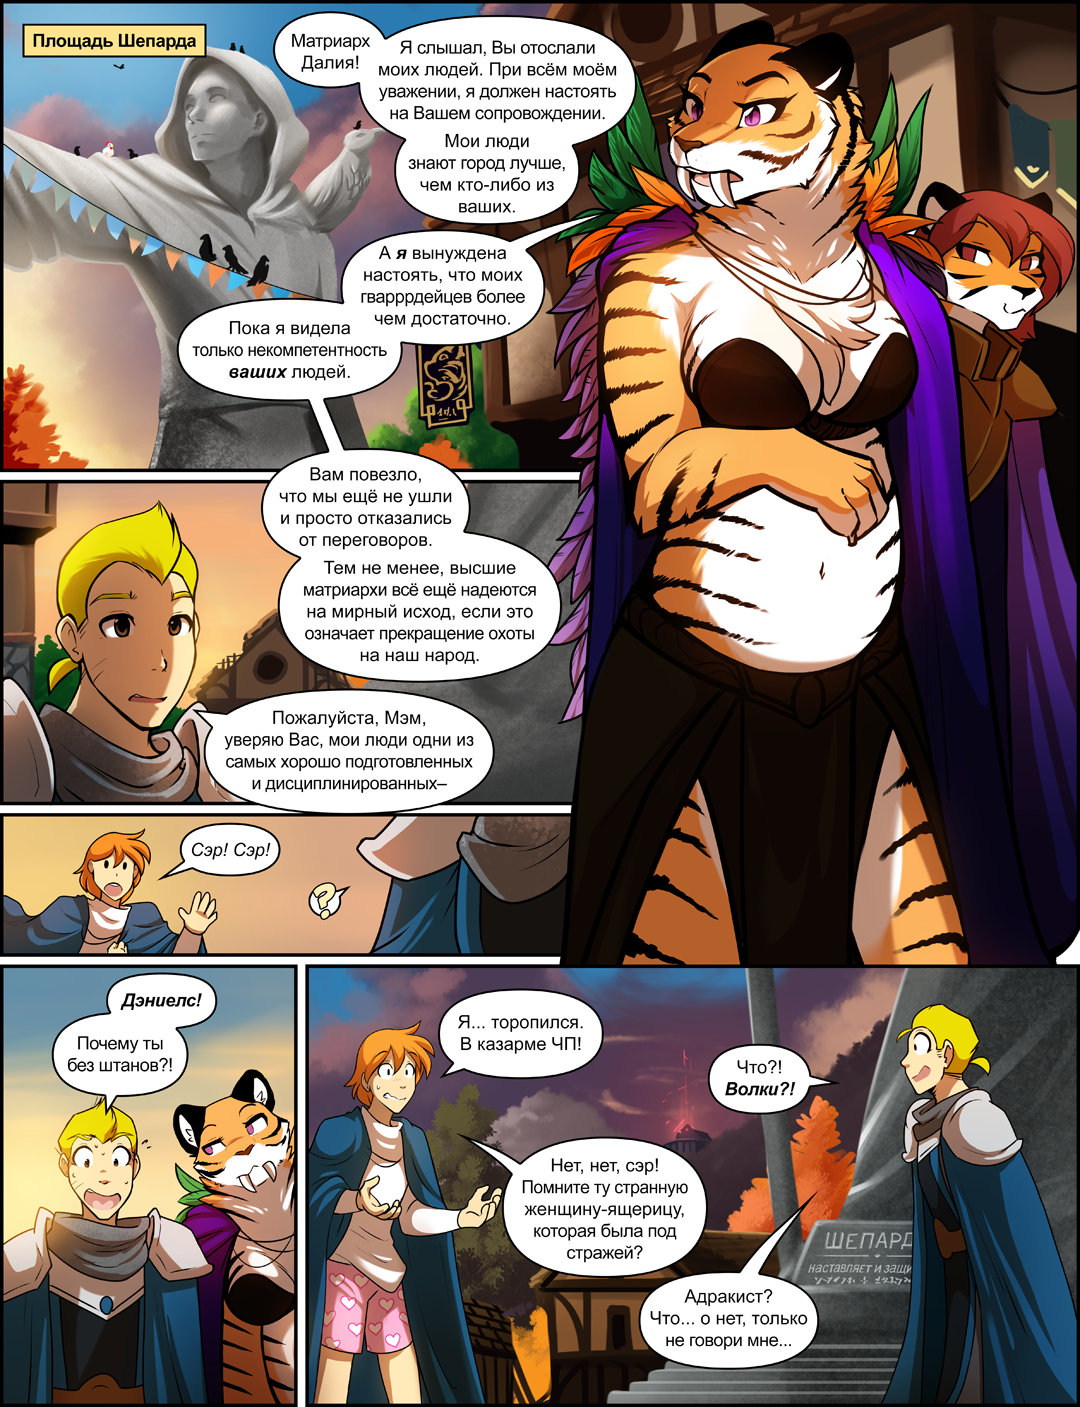 Площадь Шепарда
Матриарх
Далия!
Я слышал, Вы отослали
моих людей. При всём моём
уважении, я должен настоять
на Вашем сопровождении.
Мои люди
знают город лучше,
чем кто-либо из
ваших.
А я вынуждена
настоять, что моих
гварррдейцев более
чем достаточно.
Пока я видела
только некомпетентность
ваших людей.
Вам повезло,
что мы ещё не ушли
и просто отказались
от переговоров.
Тем не менее, высшие
матриархи всё ещё надеются
на мирный исход, если это
означает прекращение охоты
на наш народ.
Пожалуйста, Мэм,
уверяю Вас, мои люди одни из
самых хорошо подготовленных
и дисциплинированных–
Сэр! Сэр!
?
Дэниелс!
Почему ты
без штанов?!
Я... торопился.
В казарме ЧП!
Что?!
Волки?!
Нет, нет, сэр!
Помните ту странную
женщину-ящерицу,
которая была под
стражей?
ШЕПАРД
наставляет и защи
Адракист?
Что... о нет, только
не говори мне...